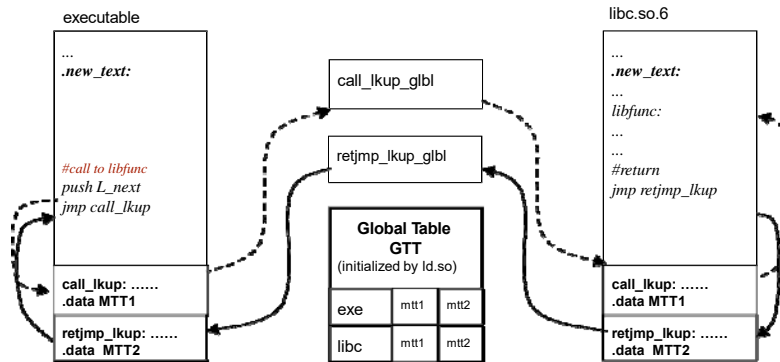 executable
...
.new_text:
#call to libfunc
push L_next
jmp call_lkup
call_lkup: ......
.data MTT1
retjmp_lkup: ......
.data MTT2
call_lkup_glbl
retjmp_lkup_glbl
Global Table
GTT
(initialized by ld.so)
exe mtt1 mtt2
libc mtt1 mtt2
libc.so.6
...
.new_text:
...
libfunc:
...
...
#return
jmp retjmp_lkup
call_lkup: ......
.data MTT1
retjmp_lkup: ......
.data MTT2